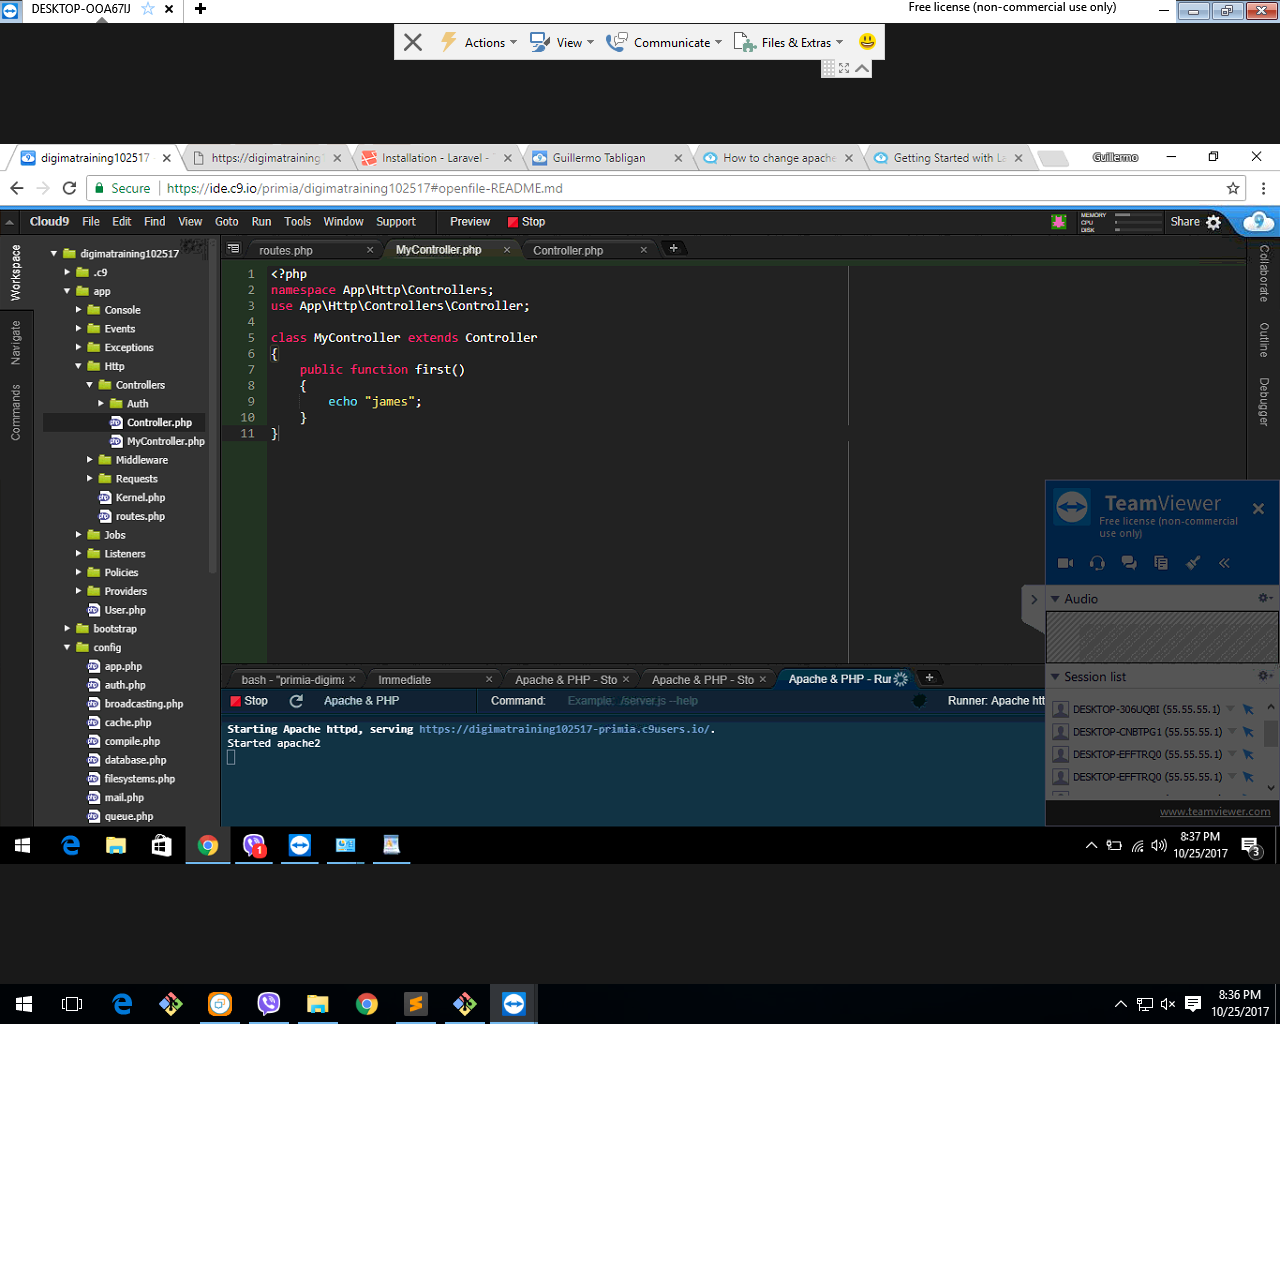 DESKTOP-OOA67IJ
Free license (non-commercial use only)
Actions View Communicate Files & Extras
digimatraining102517 https://digimatraining Installation - Laravel - Guillermo Tabligan How to change apache Getting Started with La Guillermo
Secure https://ide.c9.io/primia/digimatraining102517#openfile-README.md
Cloud9 File Edit Find View Goto Run Tools Window Support Preview Stop MEMORY CPU DISK Share
Workspace
Navigate
Commands
digimatraining102517
.c9
app
Console
Events
Exceptions
Http
Controllers
Auth
Controller.php
MyController.php
Middleware
Requests
Kernel.php
routes.php
Jobs
Listeners
Policies
Providers
User.php
bootstrap
config
app.php
auth.php
broadcasting.php
cache.php
compile.php
database.php
filesystems.php
mail.php
queue.php
routes.php MyController.php Controller.php
1 <?php
2 namespace App\Http\Controllers;
3 use App\Http\Controllers\Controller;
4
5 class MyController extends Controller
6 {
7 public function first()
8 {
9 echo "james";
10 }
11 }
Collaborate
Outline
Debugger
TeamViewer
Free license (non-commercial
use only)
Audio
Session list
DESKTOP-306UQBI (55.55.55.1)
DESKTOP-CNBTPG1 (55.55.55.1)
DESKTOP-EFFTRQ0 (55.55.55.1)
DESKTOP-EFFTRQ0 (55.55.55.1)
www.teamviewer.com
bash - "primia-digima Immediate Apache & PHP - Sto Apache & PHP - Sto Apache & PHP - Run
Stop Apache & PHP Command: Example: ./server.js --help Runner: Apache htt
Starting Apache httpd, serving https://digimatraining102517-primia.c9users.io/.
Started apache2
1
8:37 PM
10/25/2017
3
8:36 PM
10/25/2017